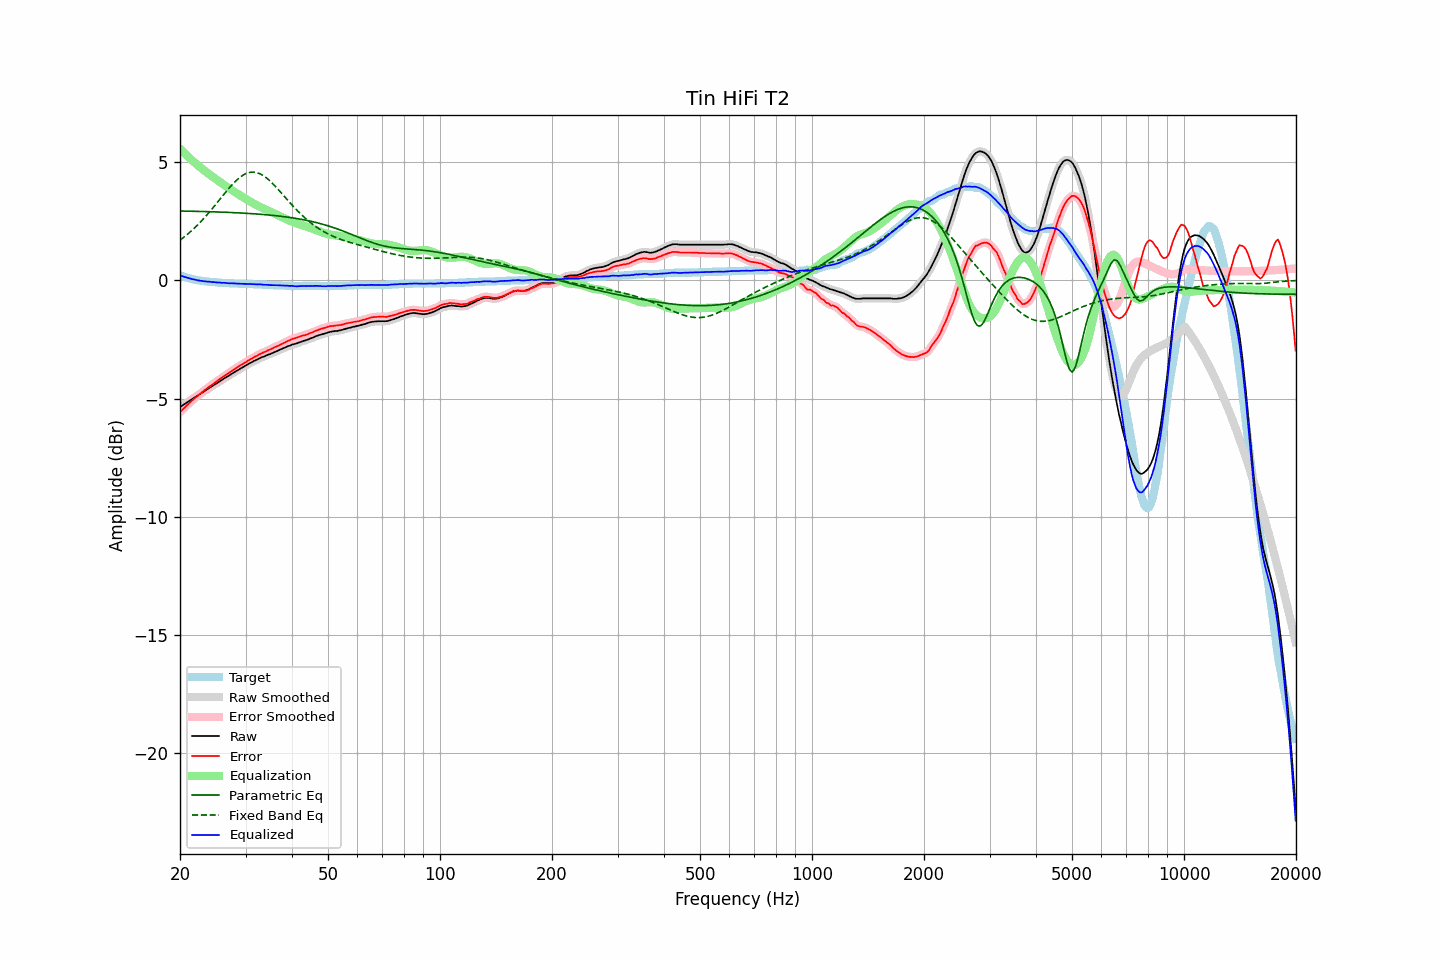 Tin HiFi T2
Amplitude (dBr)
5
0
−5
−10
−15
−20
Target
Raw Smoothed
Error Smoothed
Raw
Error
Equalization
Parametric Eq
Fixed Band Eq
Equalized
20 50 100 200 500 1000 2000 5000 10000 20000
Frequency (Hz)